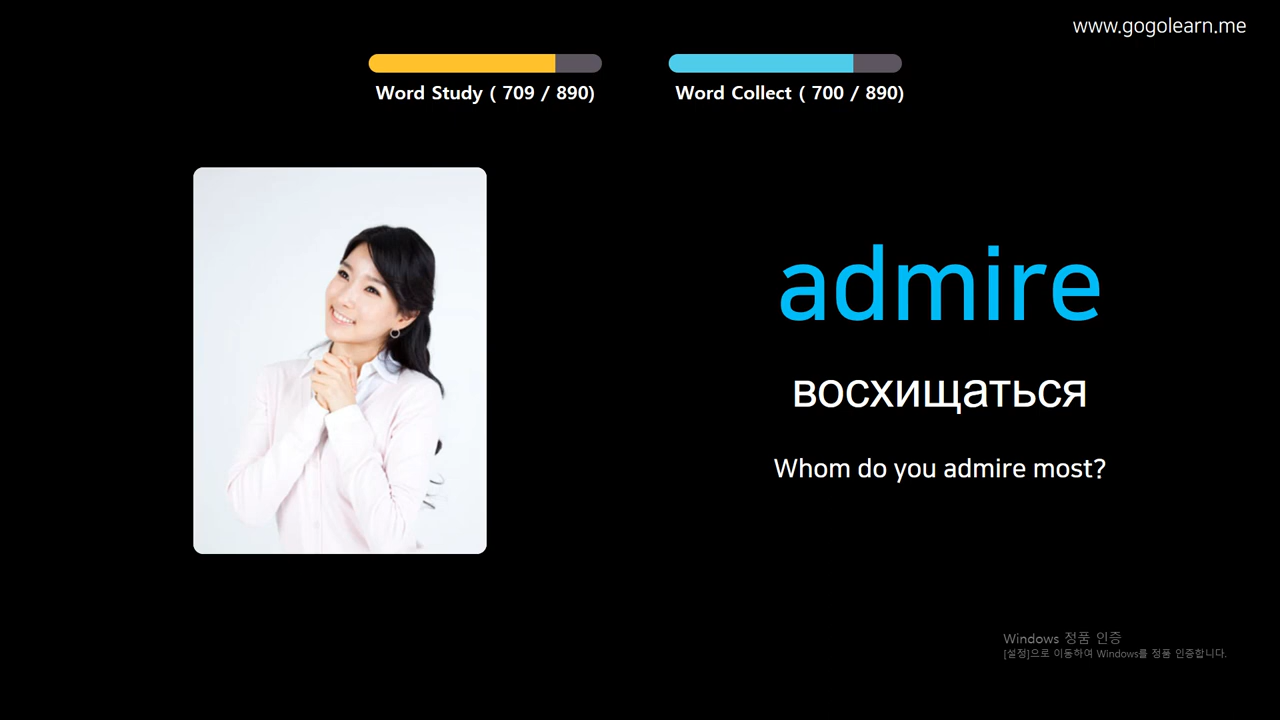 www.gogolearn.me
Word Study ( 709 / 890)
Word Collect ( 700 / 890)
admire
восхищаться
Whom do you admire most?
Windows 정품 인증
[설정]으로 이동하여 Windows를 정품 인증합니다.